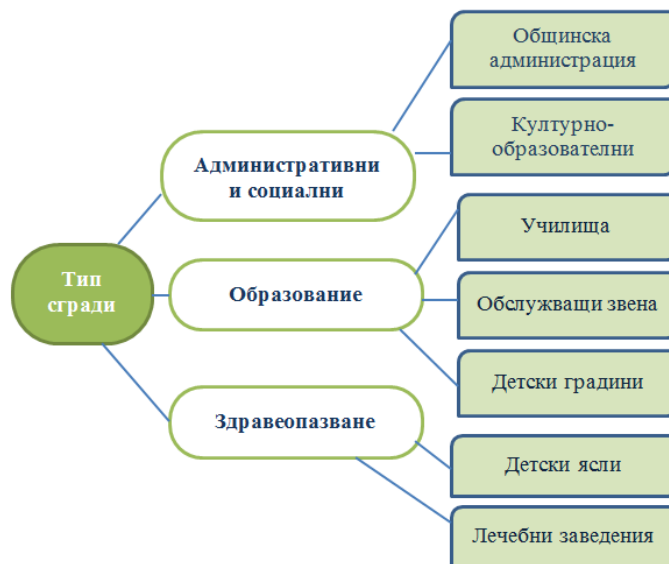 Тип
сгради
Административни
и социални
Образование
Здравеопазване
Общинска
администрация
Културно-
образователни
Училища
Обслужващи звена
Детски градини
Детски ясли
Лечебни заведения